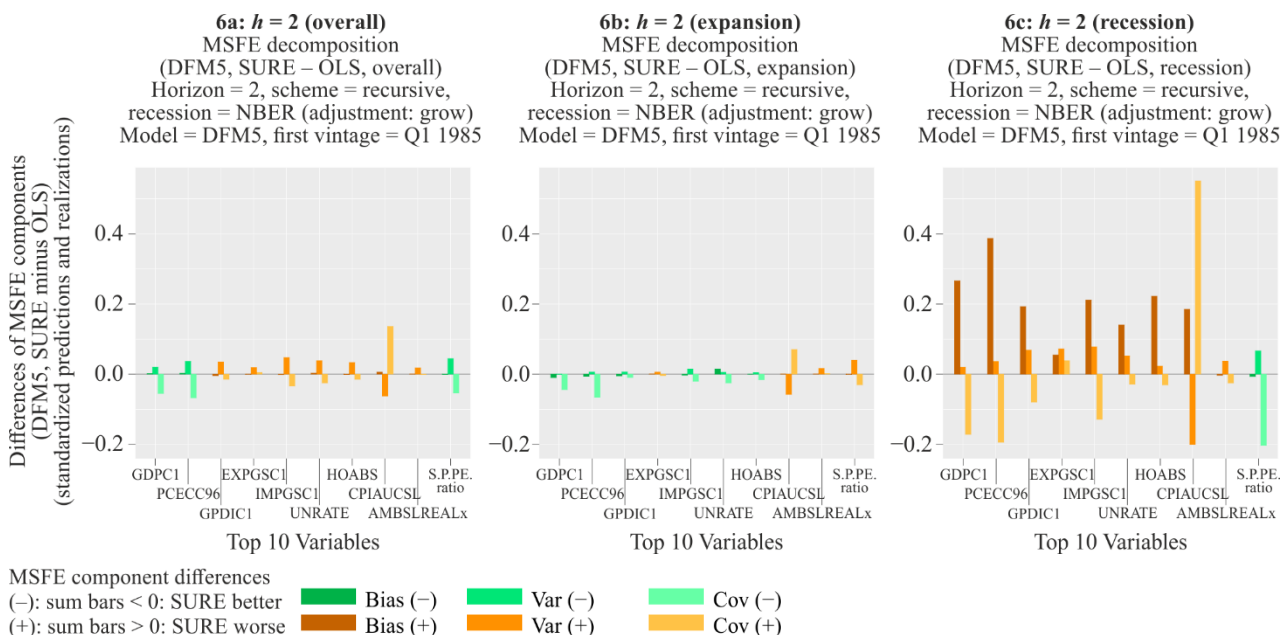 6a: h = 2 (overall)
MSFE decomposition
(DFM5, SURE – OLS, overall)
Horizon = 2, scheme = recursive,
recession = NBER (adjustment: grow)
Model = DFM5, first vintage = Q1 1985
6b: h = 2 (expansion)
MSFE decomposition
(DFM5, SURE – OLS, expansion)
Horizon = 2, scheme = recursive,
recession = NBER (adjustment: grow)
Model = DFM5, first vintage = Q1 1985
6c: h = 2 (recession)
MSFE decomposition
(DFM5, SURE – OLS, recession)
Horizon = 2, scheme = recursive,
recession = NBER (adjustment: grow)
Model = DFM5, first vintage = Q1 1985
Differences of MSFE components
(DFM5, SURE minus OLS)
(standardized predictions and realizations)
0.4
0.2
0.0
−0.2
GDPC1
PCECC96
GPDIC1
EXPGSC1
IMPGSC1
UNRATE
HOABS
CPIAUCSL
AMBSLREALx
S.P.PE.
ratio
Top 10 Variables
0.4
0.2
0.0
−0.2
GDPC1
PCECC96
GPDIC1
EXPGSC1
IMPGSC1
UNRATE
HOABS
CPIAUCSL
AMBSLREALx
S.P.PE.
ratio
Top 10 Variables
0.4
0.2
0.0
−0.2
GDPC1
PCECC96
GPDIC1
EXPGSC1
IMPGSC1
UNRATE
HOABS
CPIAUCSL
AMBSLREALx
S.P.PE.
ratio
Top 10 Variables
MSFE component differences
(–): sum bars < 0: SURE better
Bias (–)
Var (–)
Cov (–)
(+): sum bars > 0: SURE worse
Bias (+)
Var (+)
Cov (+)